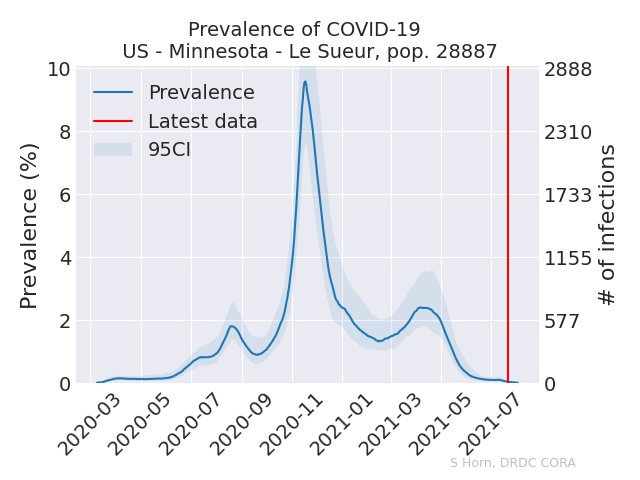 Prevalence of COVID-19
US - Minnesota - Le Sueur, pop. 28887
Prevalence
Latest data
95CI
Prevalence (%)
10
8
6
4
2
0
2888
2310
1733
1155
577
0
# of infections
2020-03
2020-05
2020-07
2020-09
2020-11
2021-01
2021-03
2021-05
2021-07
S Horn, DRDC CORA